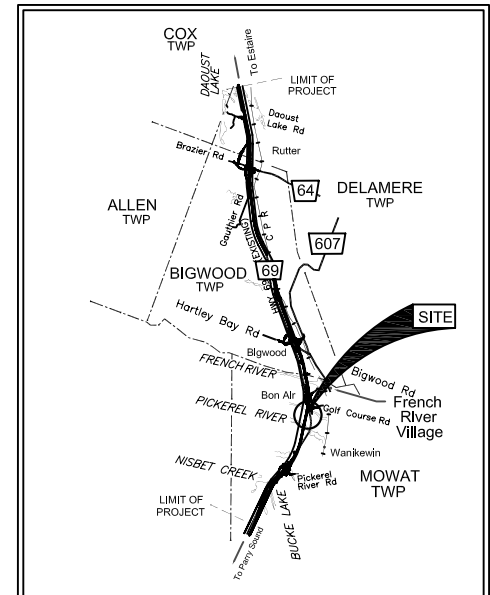 COX
TWP
To Estaire
DAOUST
LAKE
LIMIT OF
PROJECT
Daoust
Lake Rd
Rutter
Brazier Rd
64
DELAMERE
TWP
ALLEN
TWP
Gauthier Rd
C P R
607
BIGWOOD
TWP
69
HWY 69 (EXISTING)
Hartley Bay Rd
SITE
Bigwood
FRENCH RIVER
Bigwood Rd
Bon Air
French
River
Village
PICKEREL RIVER
Golf Course Rd
Wanikewin
NISBET CREEK
MOWAT
TWP
Pickerel
River Rd
LIMIT OF
PROJECT
BUCKE LAKE
To Parry Sound